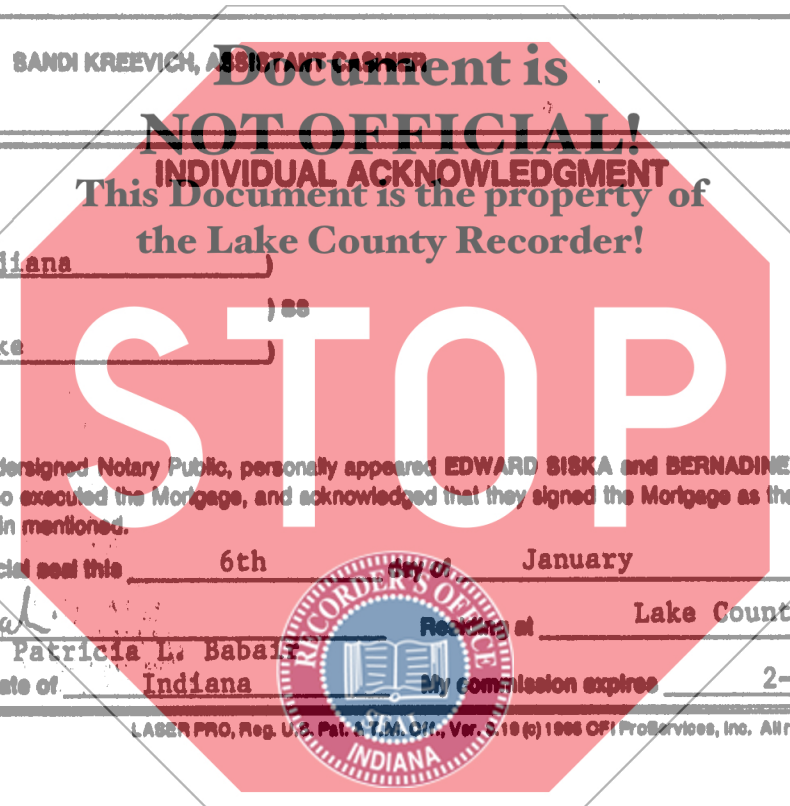 SANDI KREEVICH, ASSISTANT CASHIER
Document is
NOT OFFICIAL!
INDIVIDUAL ACKNOWLEDGMENT
This Document is the property of
the Lake County Recorder!
diana )
) SS
ke )
STOP
dersigned Notary Public, personally appeared EDWARD SISKA and BERNADINE
o executed the Mortgage, and acknowledged that they signed the Mortgage as the
in mentioned.
cial seal this 6th day of January
Residing at Lake Count
Patricia L. Babair
ate of Indiana My commission expires 2-
RECORDER'S OFFICE
SEAL
INDIANA
LASER PRO, Reg. U.S. Pat. & T.M. Off., Ver. (c) CFI ProServices, Inc. All r